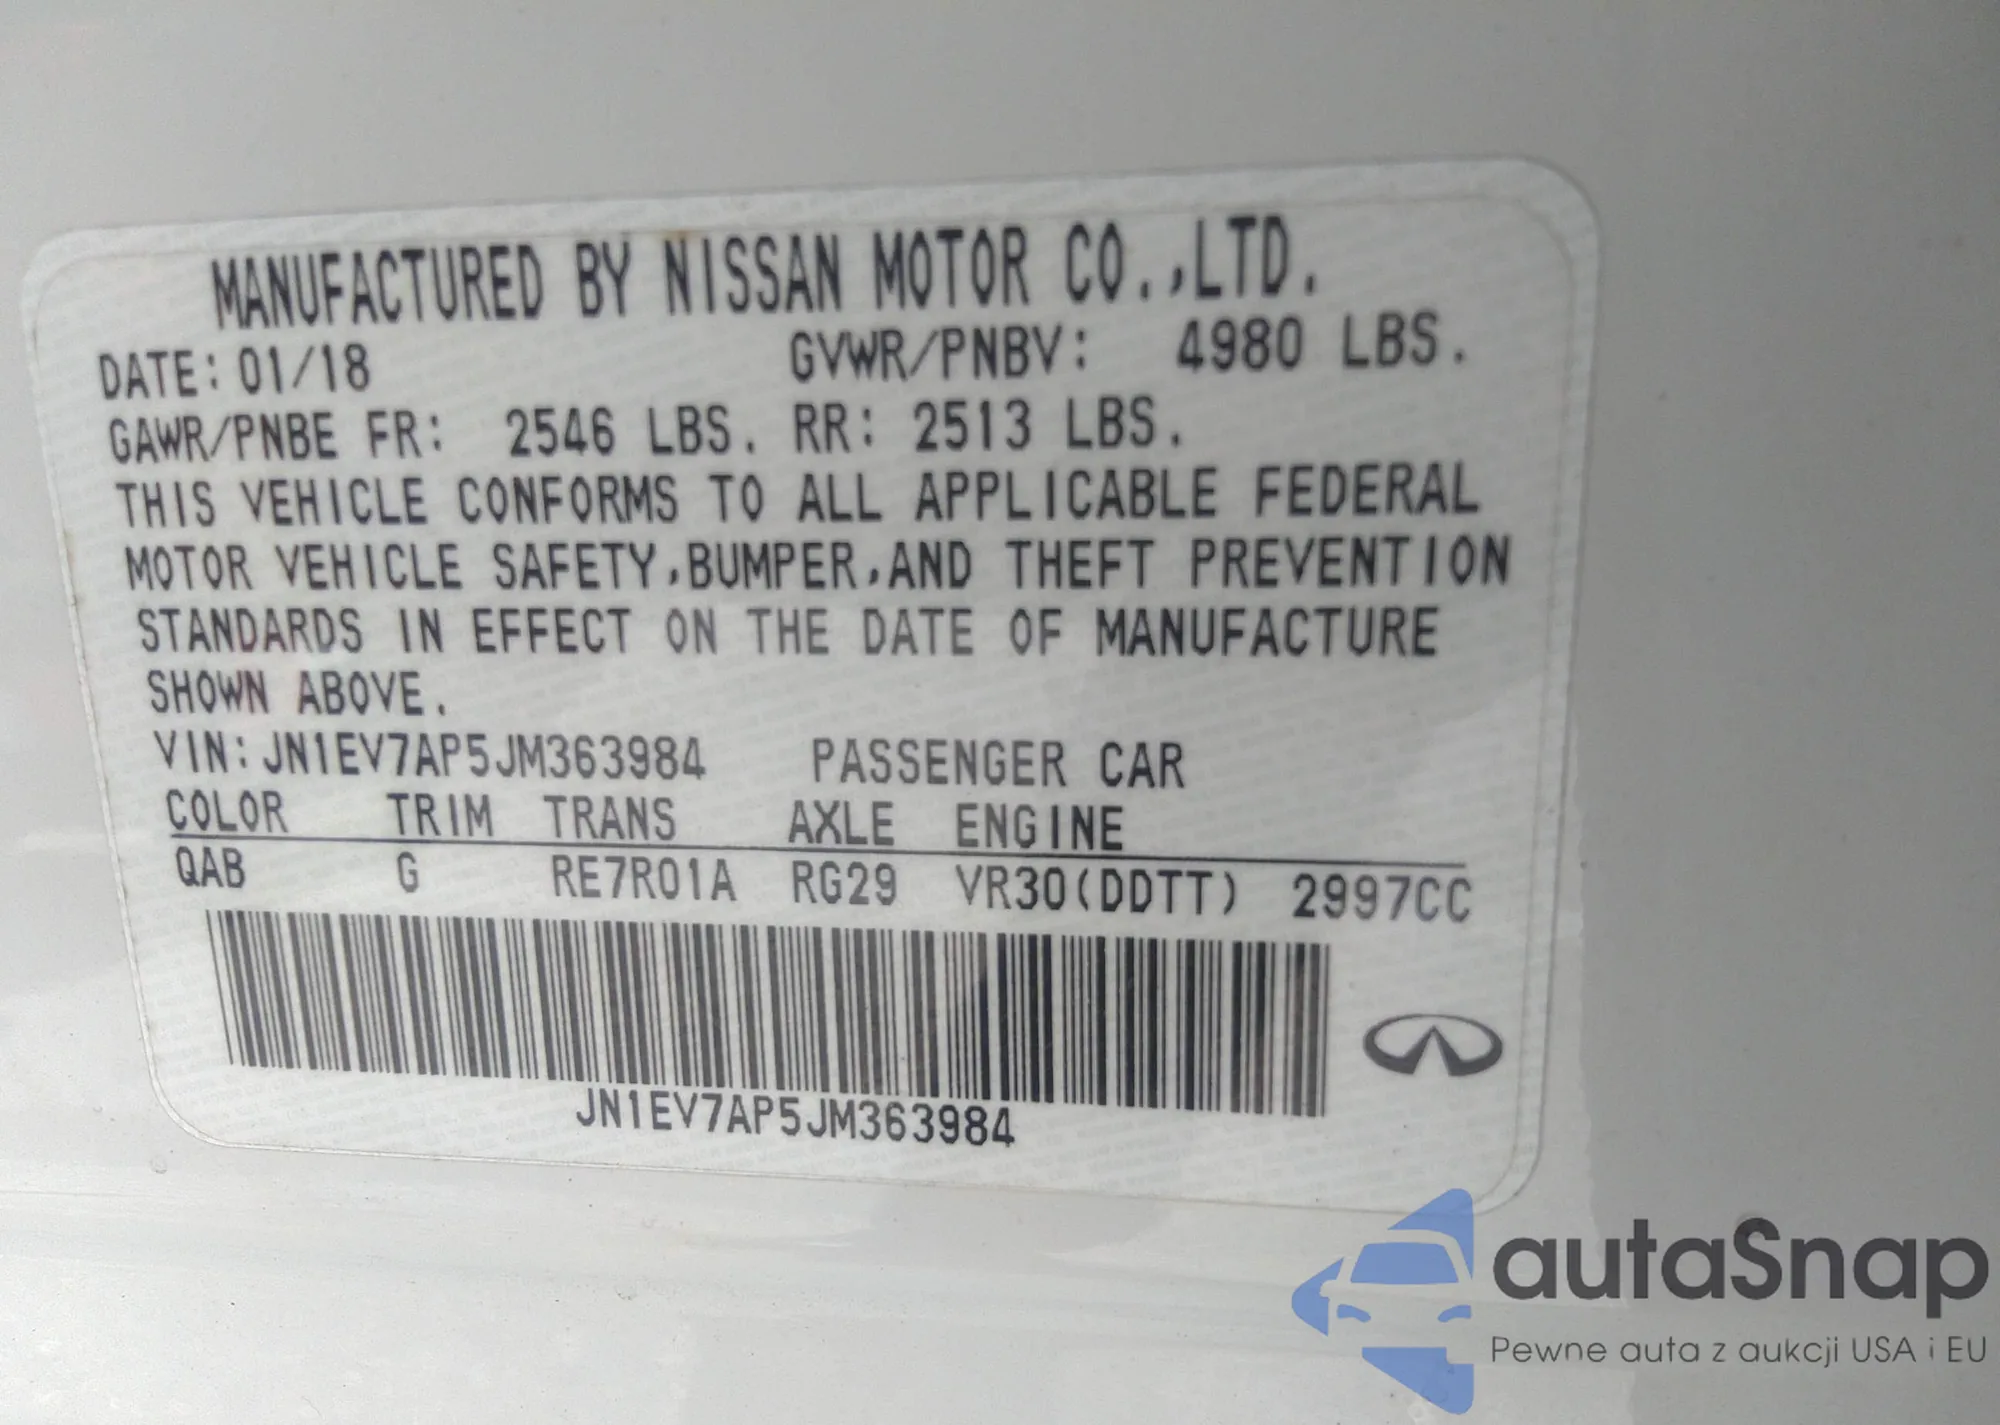 MANUFACTURED BY NISSAN MOTOR CO.,LTD.
DATE: 01/18 GVWR/PNBV: 4980 LBS.
GAWR/PNBE FR: 2546 LBS. RR: 2513 LBS.
THIS VEHICLE CONFORMS TO ALL APPLICABLE FEDERAL
MOTOR VEHICLE SAFETY,BUMPER,AND THEFT PREVENTION
STANDARDS IN EFFECT ON THE DATE OF MANUFACTURE
SHOWN ABOVE.
VIN: JN1EV7AP5JM363984 PASSENGER CAR
COLOR TRIM TRANS AXLE ENGINE
QAB G RE7R01A RG29 VR30(DDTT) 2997CC
JN1EV7AP5JM363984
autaSnap
Pewne auta z aukcji USA i EU